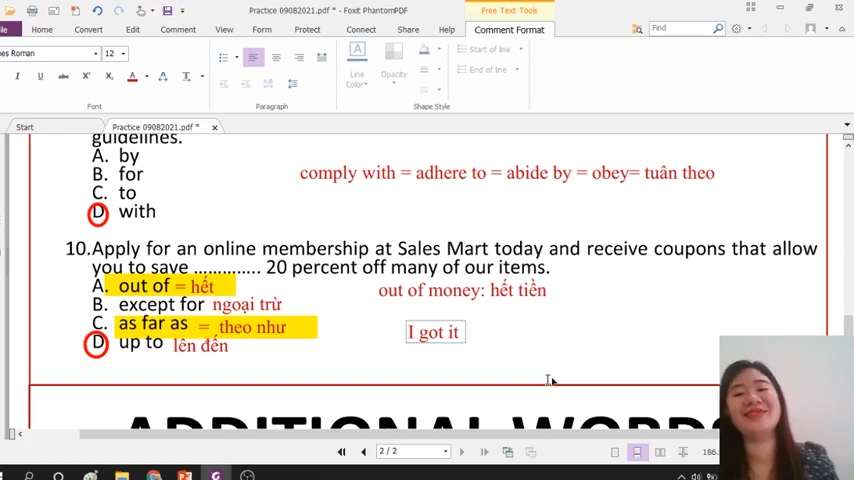 Practice 09082021.pdf * - Foxit PhantomPDF
Free Text Tools
Home Convert Edit Organize Comment View Form Protect Connect Share Help
Comment Format
Find
es Roman
12
Line Color
Opacity
Start of line
End of line
Font
Paragraph
Shape Style
Start
Practice 09082021.pdf *
guidelines.
A. by
B. for
C. to
D. with
comply with = adhere to = abide by = obey= tuân theo
10. Apply for an online membership at Sales Mart today and receive coupons that allow
you to save .............. 20 percent off many of our items.
A. out of = hết
out of money: hết tiền
B. except for ngoại trừ
C. as far as = theo như
I got it
D. up to lên đến
ADDITIONAL WORDS
2 / 2
186.